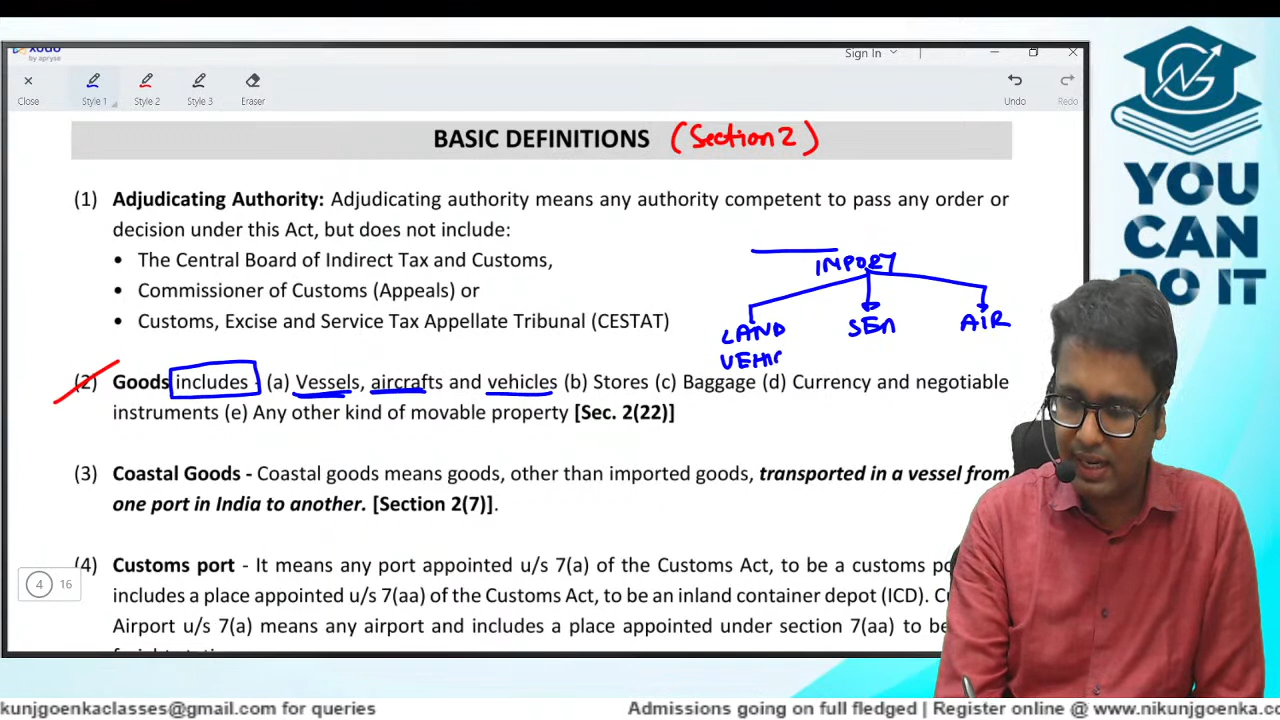 xodo
by apryse
Sign In
Close
Style 1
Style 2
Style 3
Eraser
Undo
Redo
BASIC DEFINITIONS (Section 2)
(1) Adjudicating Authority: Adjudicating authority means any authority competent to pass any order or
decision under this Act, but does not include:
• The Central Board of Indirect Tax and Customs,
• Commissioner of Customs (Appeals) or
• Customs, Excise and Service Tax Appellate Tribunal (CESTAT)
IMPORT
LAND SEA AIR
VEHIC
(2) Goods includes - (a) Vessels, aircrafts and vehicles (b) Stores (c) Baggage (d) Currency and negotiable
instruments (e) Any other kind of movable property [Sec. 2(22)]
(3) Coastal Goods - Coastal goods means goods, other than imported goods, transported in a vessel from
one port in India to another. [Section 2(7)].
(4) Customs port - It means any port appointed u/s 7(a) of the Customs Act, to be a customs po
includes a place appointed u/s 7(aa) of the Customs Act, to be an inland container depot (ICD). C
Airport u/s 7(a) means any airport and includes a place appointed under section 7(aa) to be
4 16
NG
YOU
CAN
DO IT
kunjgoenkaclasses@gmail.com for queries
Admissions going on full fledged | Register online @ www.nikunjgoenka.co